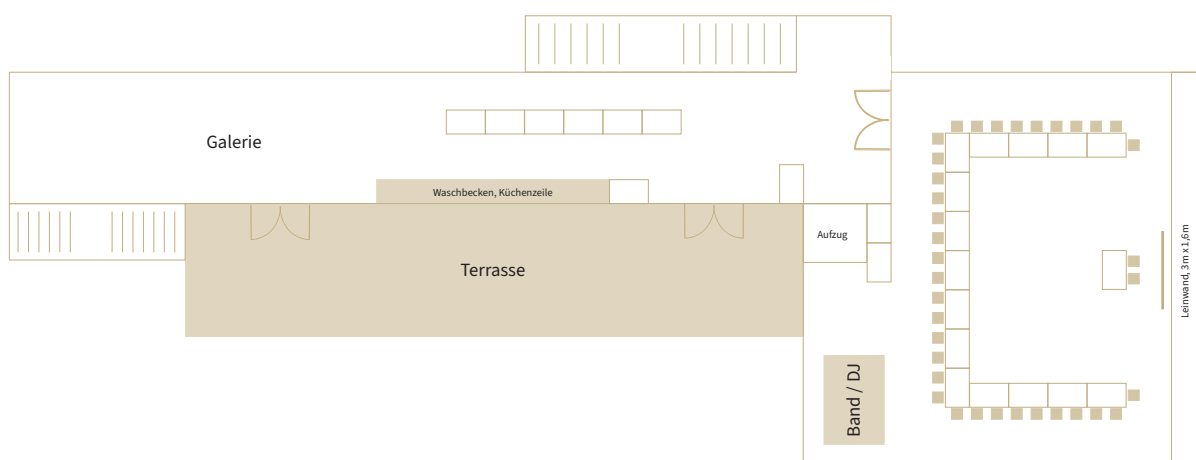 Galerie
Waschbecken, Küchenzeile
Aufzug
Terrasse
Leinwand, 3 m x 1,6 m
Band / DJ